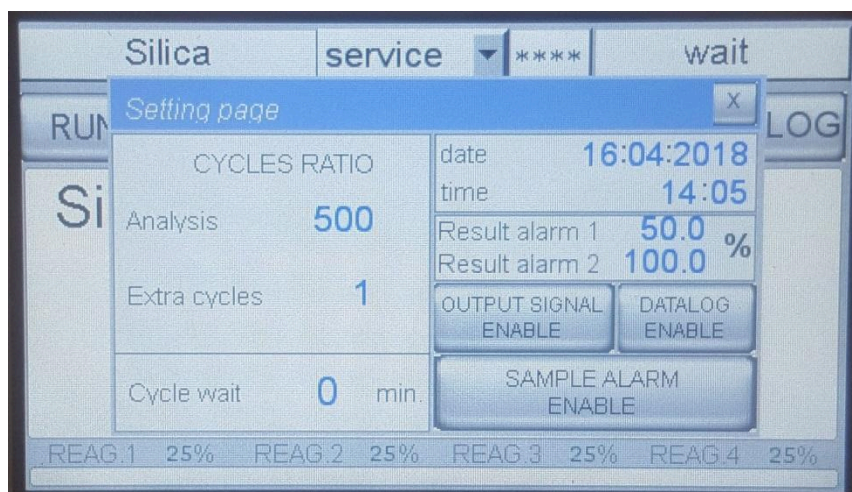 Silica service **** wait
RUN LOG
Setting page X
CYCLES RATIO
Analysis 500
Extra cycles 1
Cycle wait 0 min.
date 16:04:2018
time 14:05
Result alarm 1 50.0 %
Result alarm 2 100.0
OUTPUT SIGNAL
ENABLE
DATALOG
ENABLE
SAMPLE ALARM
ENABLE
Si
REAG.1 25% REAG.2 25% REAG.3 25% REAG.4 25%